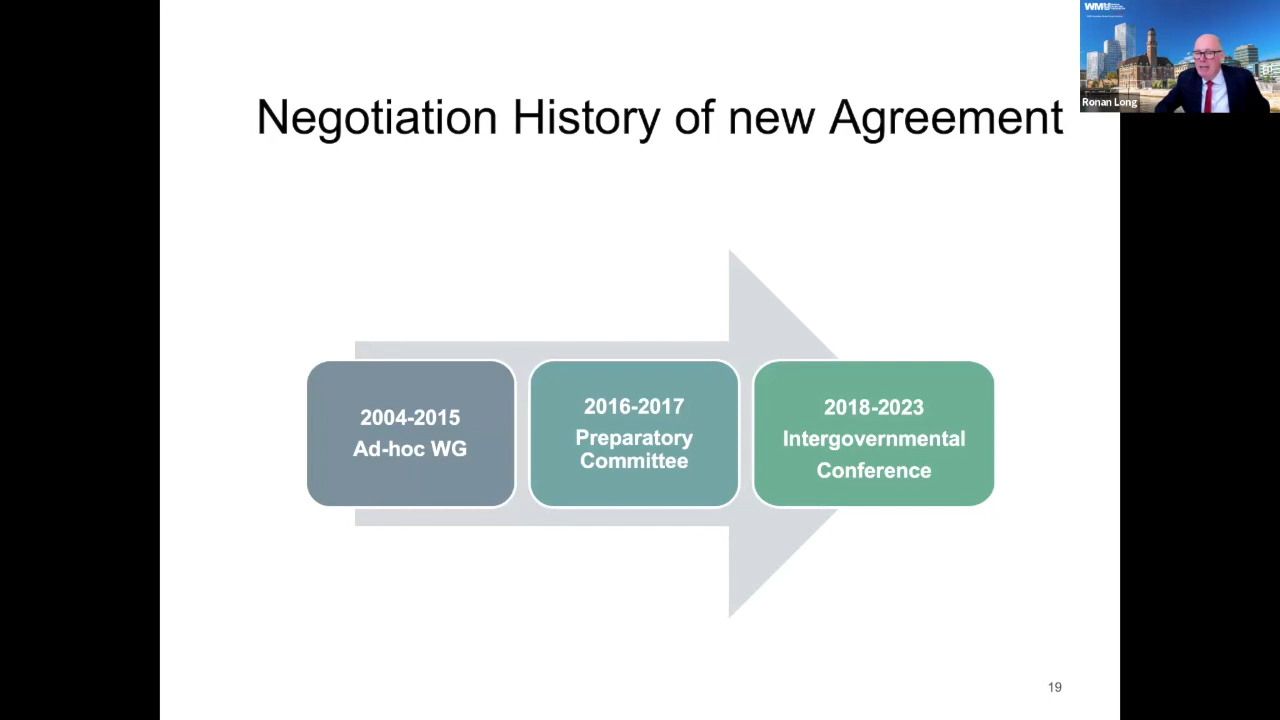 WMU
Ronan Long
Negotiation History of new Agreement
2004-2015
Ad-hoc WG
2016-2017
Preparatory
Committee
2018-2023
Intergovernmental
Conference
19